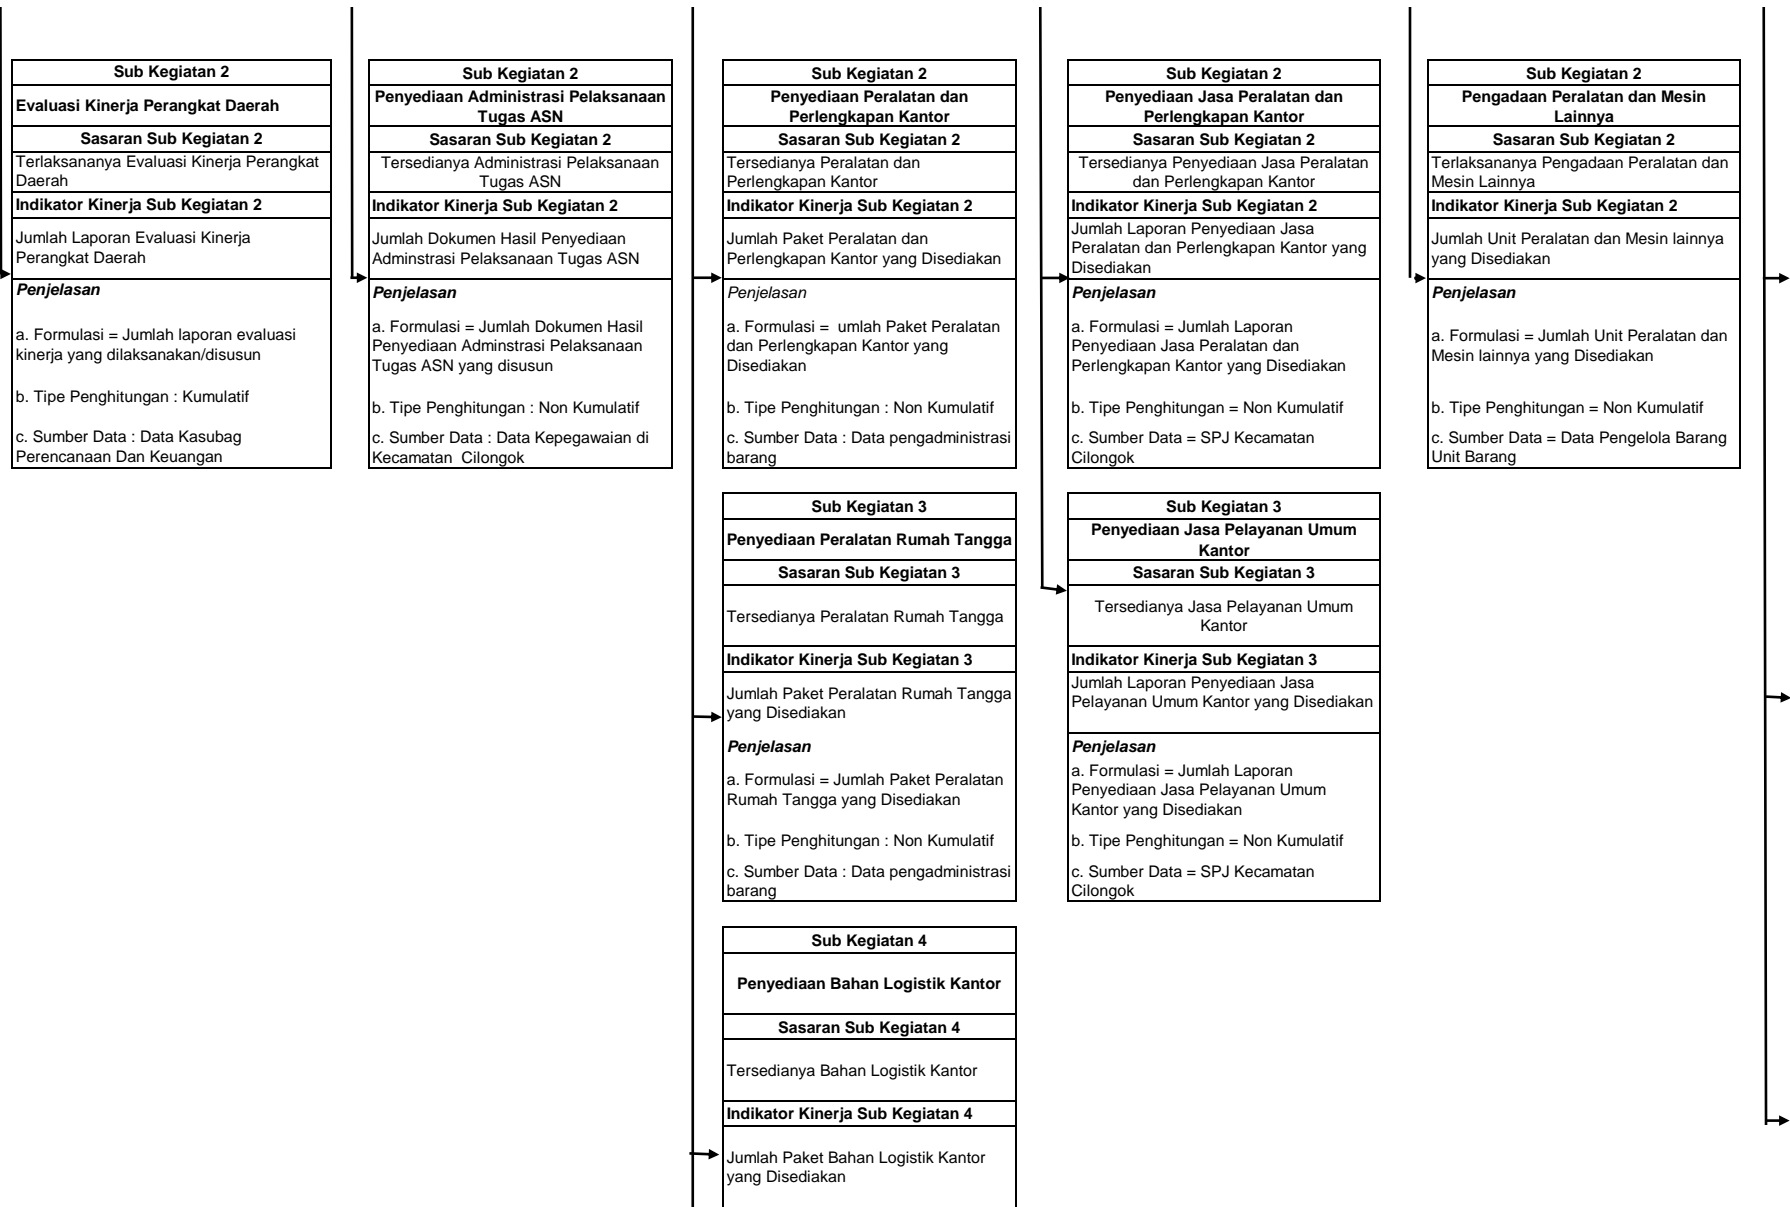 Sub Kegiatan 2
Evaluasi Kinerja Perangkat Daerah
Sasaran Sub Kegiatan 2
Terlaksananya Evaluasi Kinerja Perangkat
Daerah
Indikator Kinerja Sub Kegiatan 2
Jumlah Laporan Evaluasi Kinerja
Perangkat Daerah
Penjelasan
a. Formulasi = Jumlah laporan evaluasi
kinerja yang dilaksanakan/disusun
b. Tipe Penghitungan : Kumulatif
c. Sumber Data : Data Kasubag
Perencanaan Dan Keuangan
Sub Kegiatan 2
Penyediaan Administrasi Pelaksanaan
Tugas ASN
Sasaran Sub Kegiatan 2
Tersedianya Administrasi Pelaksanaan
Tugas ASN
Indikator Kinerja Sub Kegiatan 2
Jumlah Dokumen Hasil Penyediaan
Adminstrasi Pelaksanaan Tugas ASN
Penjelasan
a. Formulasi = Jumlah Dokumen Hasil
Penyediaan Adminstrasi Pelaksanaan
Tugas ASN yang disusun
b. Tipe Penghitungan : Non Kumulatif
c. Sumber Data : Data Kepegawaian di
Kecamatan  Cilongok
Sub Kegiatan 2
Penyediaan Peralatan dan
Perlengkapan Kantor
Sasaran Sub Kegiatan 2
Tersedianya Peralatan dan
Perlengkapan Kantor
Indikator Kinerja Sub Kegiatan 2
Jumlah Paket Peralatan dan
Perlengkapan Kantor yang Disediakan
Penjelasan
a. Formulasi =  umlah Paket Peralatan
dan Perlengkapan Kantor yang
Disediakan
b. Tipe Penghitungan : Non Kumulatif
c. Sumber Data : Data pengadministrasi
barang
Sub Kegiatan 2
Penyediaan Jasa Peralatan dan
Perlengkapan Kantor
Sasaran Sub Kegiatan 2
Tersedianya Penyediaan Jasa Peralatan
dan Perlengkapan Kantor
Indikator Kinerja Sub Kegiatan 2
Jumlah Laporan Penyediaan Jasa
Peralatan dan Perlengkapan Kantor yang
Disediakan
Penjelasan
a. Formulasi = Jumlah Laporan
Penyediaan Jasa Peralatan dan
Perlengkapan Kantor yang Disediakan
b. Tipe Penghitungan = Non Kumulatif
c. Sumber Data = SPJ Kecamatan
Cilongok
Sub Kegiatan 2
Pengadaan Peralatan dan Mesin
Lainnya
Sasaran Sub Kegiatan 2
Terlaksananya Pengadaan Peralatan dan
Mesin Lainnya
Indikator Kinerja Sub Kegiatan 2
Jumlah Unit Peralatan dan Mesin lainnya
yang Disediakan
Penjelasan
a. Formulasi = Jumlah Unit Peralatan dan
Mesin lainnya yang Disediakan
b. Tipe Penghitungan = Non Kumulatif
c. Sumber Data = Data Pengelola Barang
Unit Barang
Sub Kegiatan 3
Penyediaan Peralatan Rumah Tangga
Sasaran Sub Kegiatan 3
Tersedianya Peralatan Rumah Tangga
Indikator Kinerja Sub Kegiatan 3
Jumlah Paket Peralatan Rumah Tangga
yang Disediakan
Penjelasan
a. Formulasi = Jumlah Paket Peralatan
Rumah Tangga yang Disediakan
b. Tipe Penghitungan : Non Kumulatif
c. Sumber Data : Data pengadministrasi
barang
Sub Kegiatan 3
Penyediaan Jasa Pelayanan Umum
Kantor
Sasaran Sub Kegiatan 3
Tersedianya Jasa Pelayanan Umum
Kantor
Indikator Kinerja Sub Kegiatan 3
Jumlah Laporan Penyediaan Jasa
Pelayanan Umum Kantor yang Disediakan
Penjelasan
a. Formulasi = Jumlah Laporan
Penyediaan Jasa Pelayanan Umum
Kantor yang Disediakan
b. Tipe Penghitungan = Non Kumulatif
c. Sumber Data = SPJ Kecamatan
Cilongok
Sub Kegiatan 4
Penyediaan Bahan Logistik Kantor
Sasaran Sub Kegiatan 4
Tersedianya Bahan Logistik Kantor
Indikator Kinerja Sub Kegiatan 4
Jumlah Paket Bahan Logistik Kantor
yang Disediakan